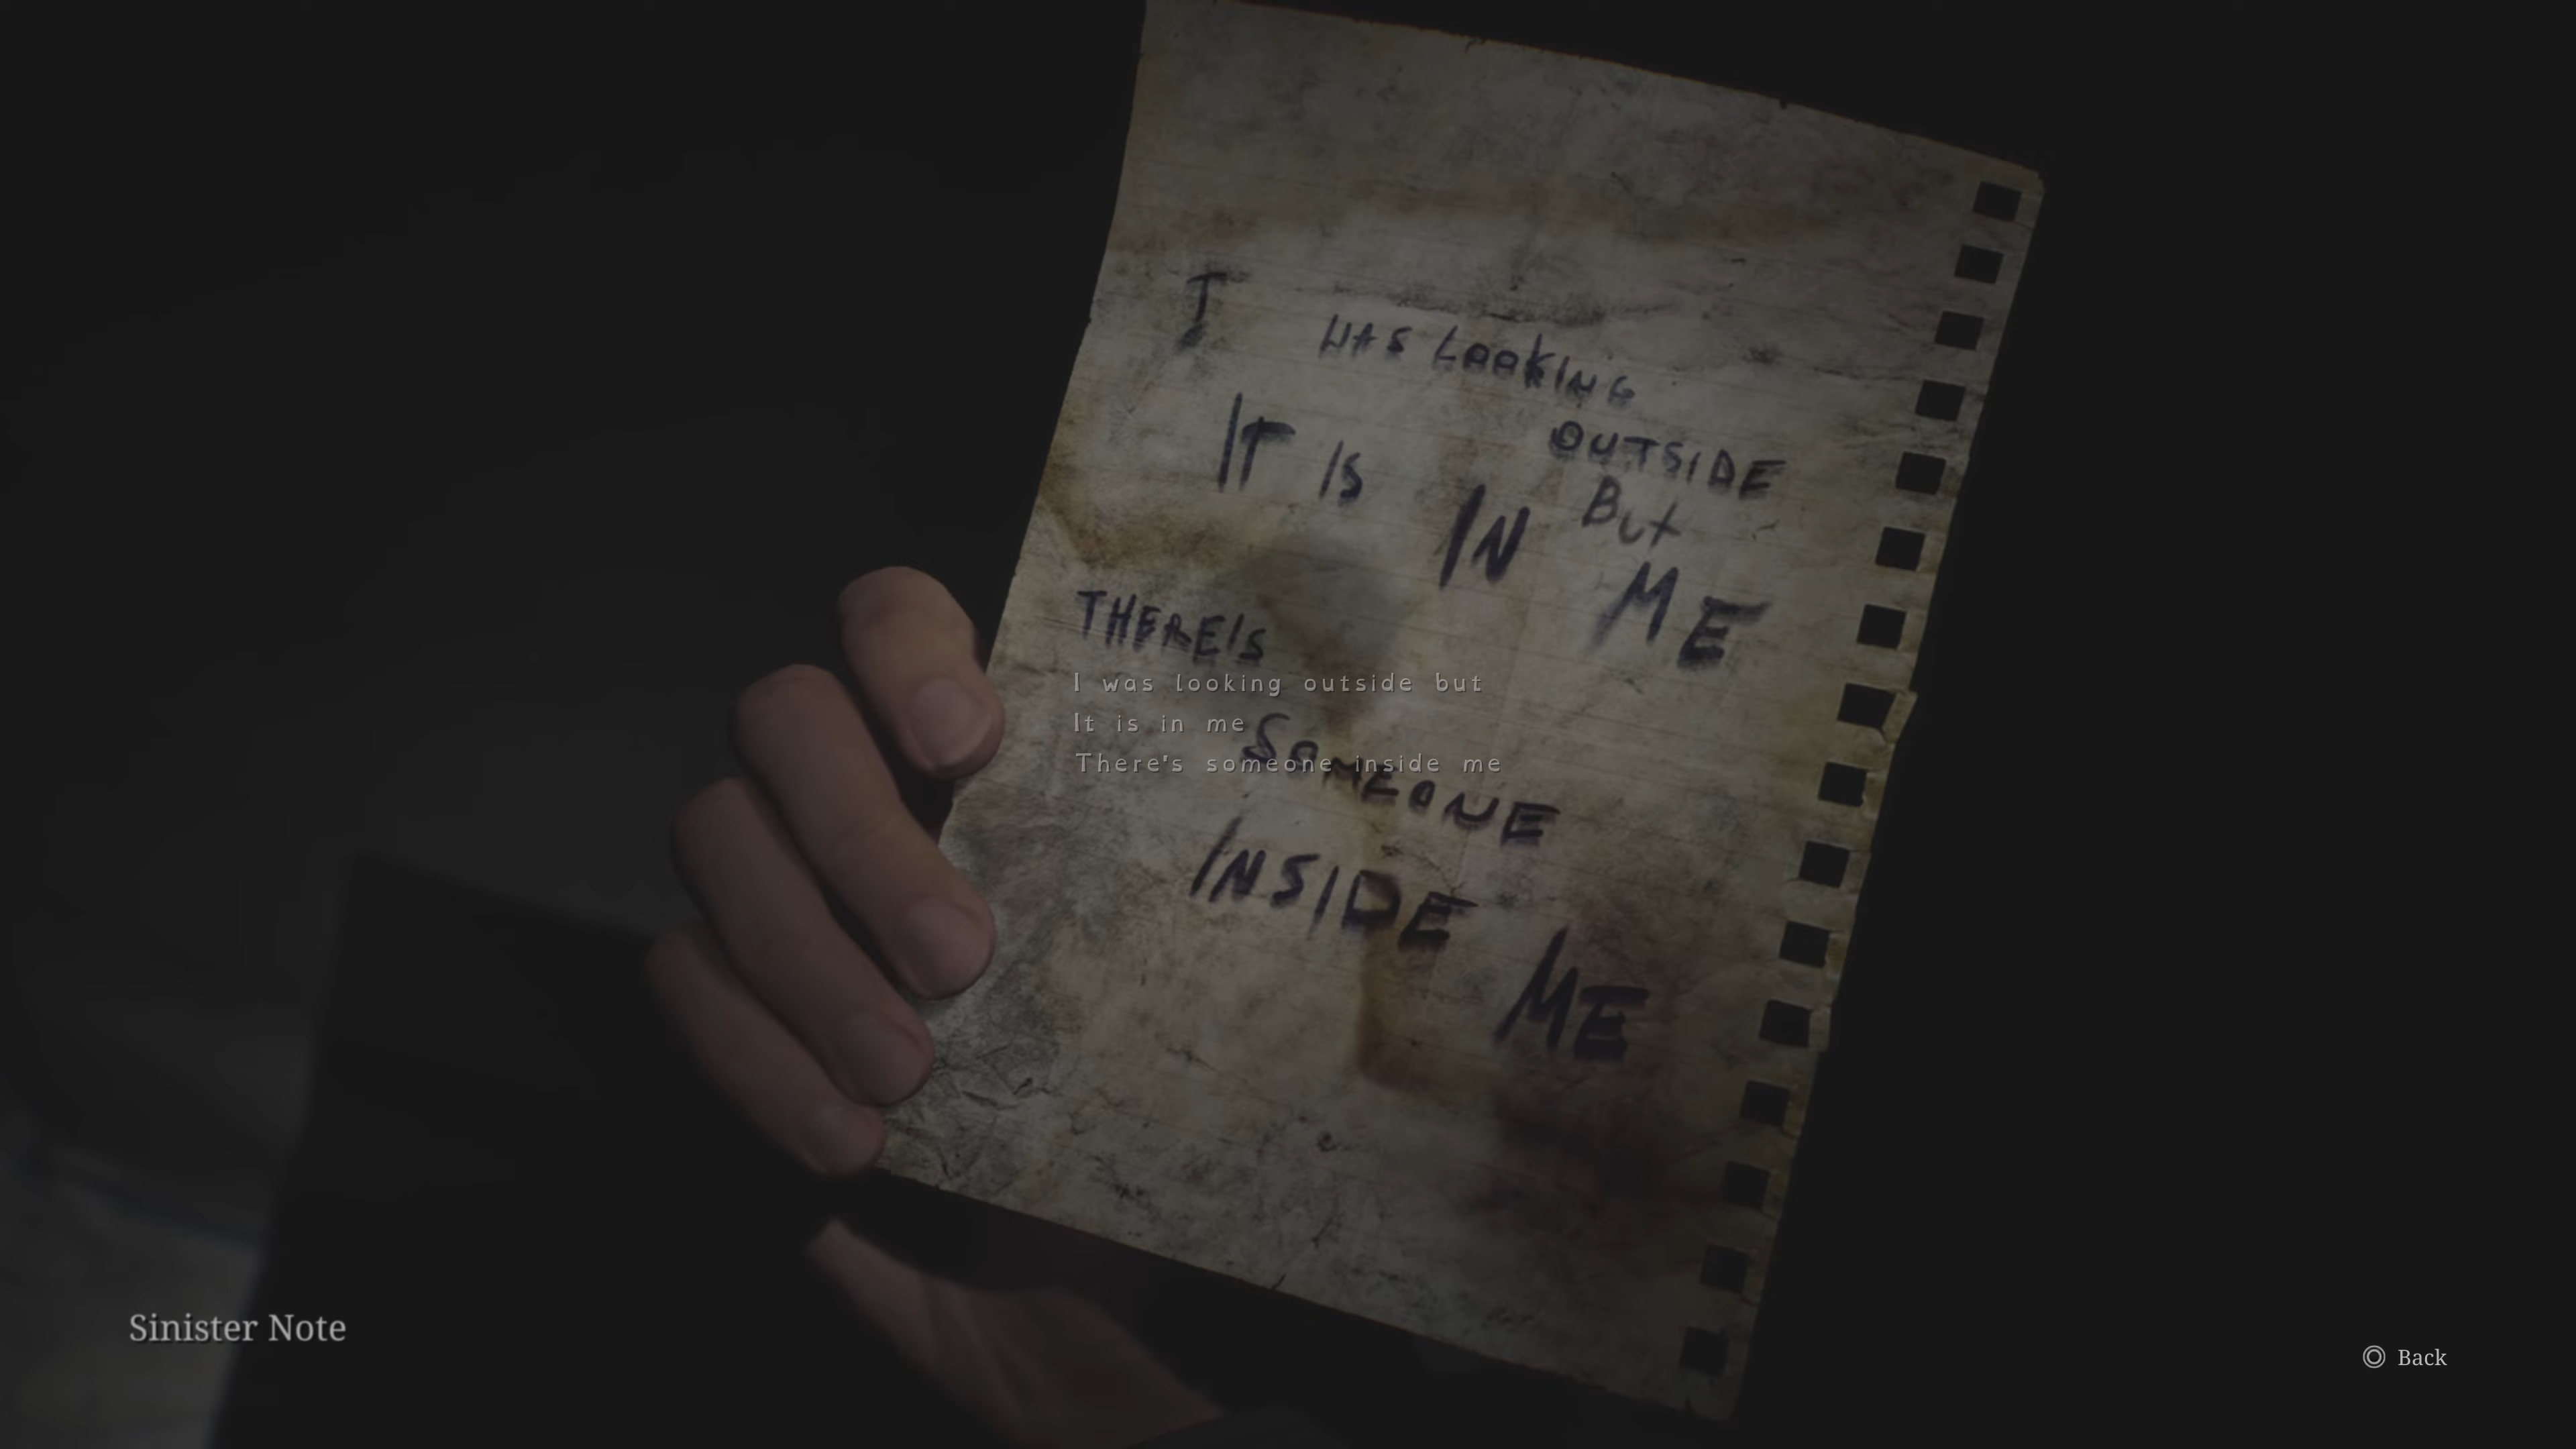 I
WAS LOOKING
OUTSIDE
BUt
IT IS
IN
ME
THERE'S
SOMEONE
INSIDE
ME
I was looking outside but
It is in me
There's someone inside me
Sinister Note
Back